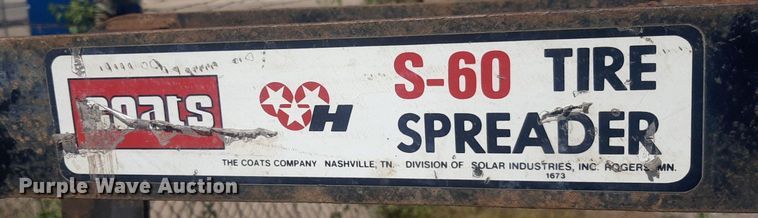 coats
H
S-60 TIRE
SPREADER
THE COATS COMPANY NASHVILLE, TN. DIVISION OF SOLAR INDUSTRIES, INC. ROGERS, MN.
1673
Purple Wave Auction